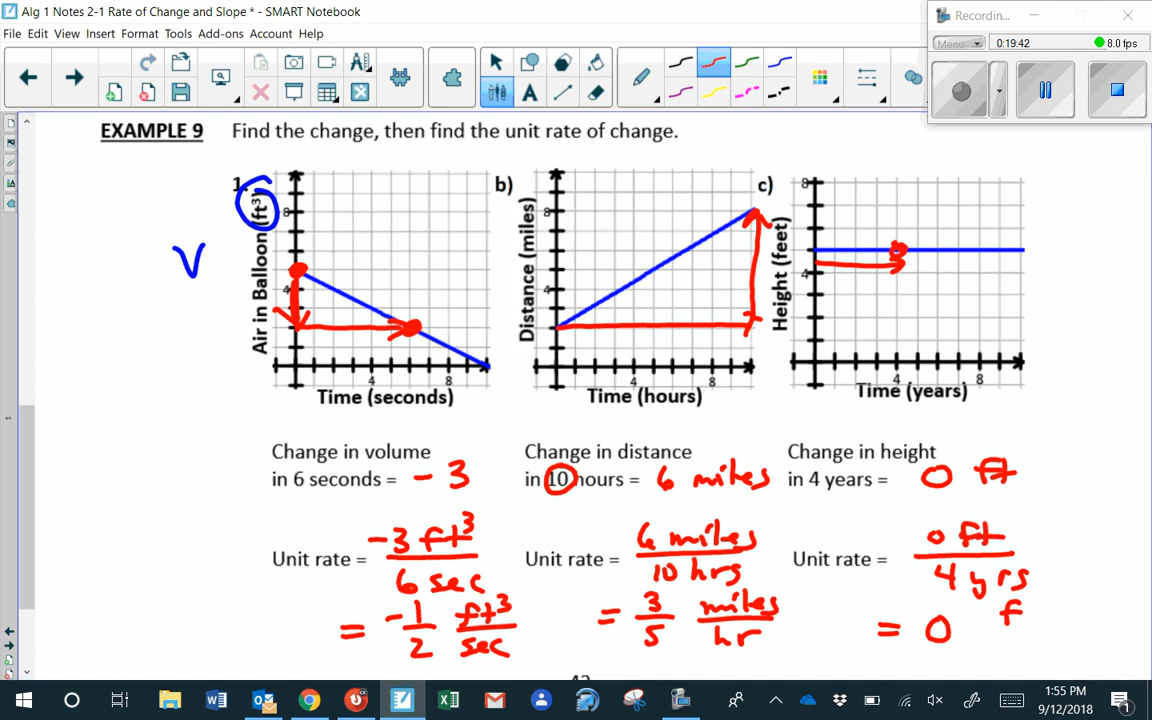 Alg 1 Notes 2-1 Rate of Change and Slope * - SMART Notebook
File Edit View Insert Format Tools Add-ons Account Help
Recordin...
Menu
0:19:42
8.0 fps
A
EXAMPLE 9 Find the change, then find the unit rate of change.
1.
Air in Balloon (ft³)
8
4
4 8
Time (seconds)
V
b)
Distance (miles)
8
4
4 8
Time (hours)
c)
Height (feet)
8
4
4 8
Time (years)
Change in volume
in 6 seconds = -3
Unit rate = -3 ft³ / 6 sec
= -1/2 ft³/sec
Change in distance
in 10 hours = 6 miles
Unit rate = 6 miles / 10 hrs
= 3/5 miles/hr
Change in height
in 4 years = 0 ft
Unit rate = 0 ft / 4 yrs
= 0 f
1:55 PM
9/12/2018
1